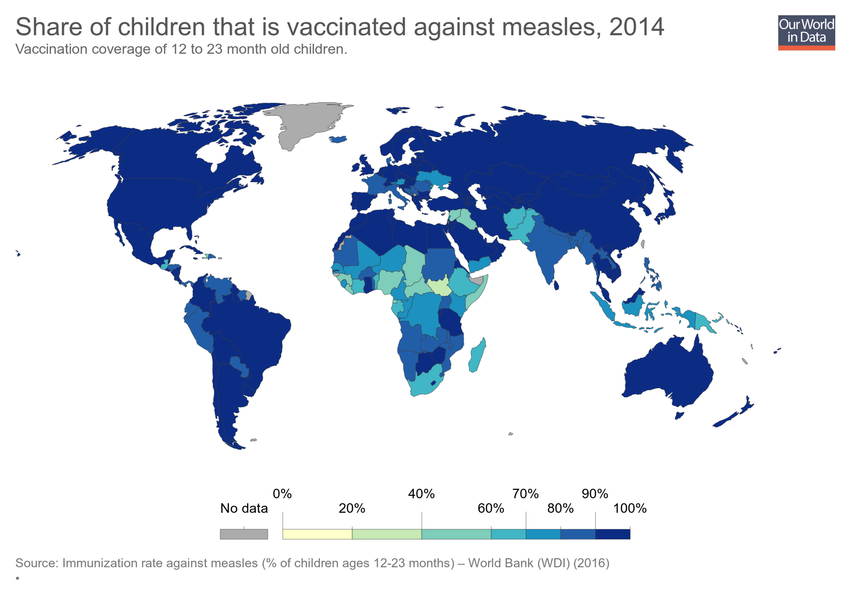 Share of children that is vaccinated against measles, 2014
Vaccination coverage of 12 to 23 month old children.
Our World
in Data
0% 40% 70% 90%
No data 20% 60% 80% 100%
Source: Immunization rate against measles (% of children ages 12-23 months) – World Bank (WDI) (2016)
•